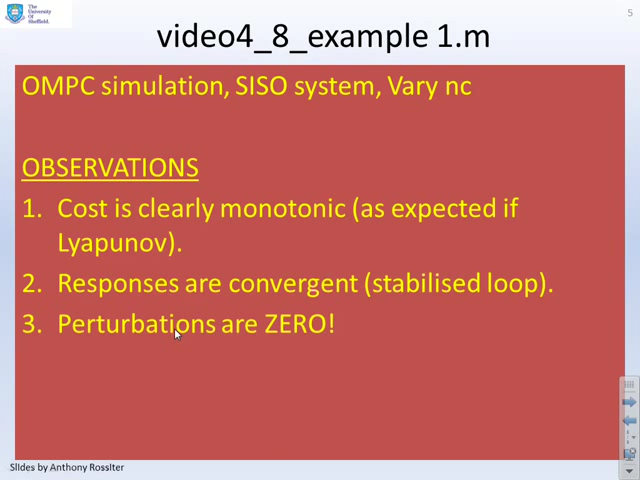 The
University
Of
Sheffield.
5
video4_8_example 1.m
OMPC simulation, SISO system, Vary nc
OBSERVATIONS
1. Cost is clearly monotonic (as expected if
Lyapunov).
2. Responses are convergent (stabilised loop).
3. Perturbations are ZERO!
Slides by Anthony Rossiter